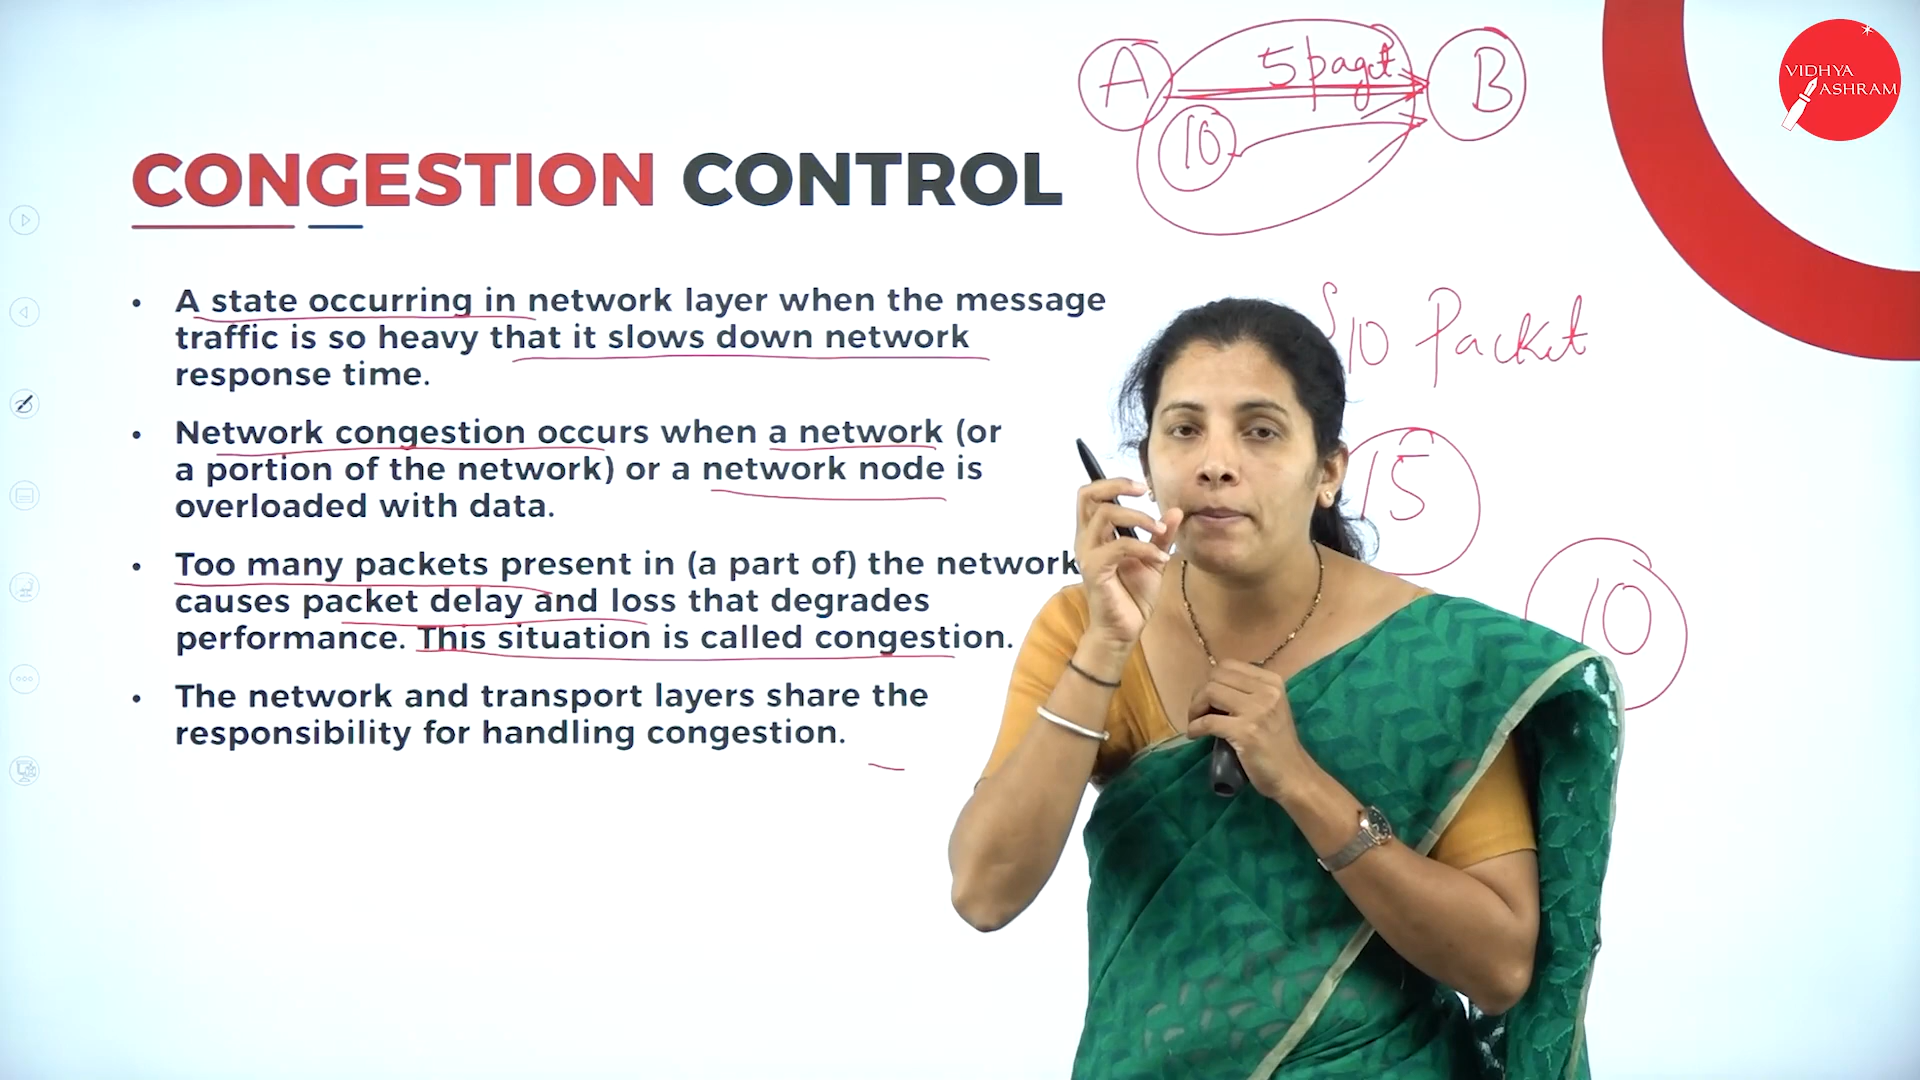 A
5 pagct
B
10
VIDHYA
ASHRAM
CONGESTION CONTROL
• A state occurring in network layer when the message
traffic is so heavy that it slows down network
response time.
10 Packet
• Network congestion occurs when a network (or
a portion of the network) or a network node is
overloaded with data.
15
• Too many packets present in (a part of) the network
causes packet delay and loss that degrades
performance. This situation is called congestion.
10
• The network and transport layers share the
responsibility for handling congestion.